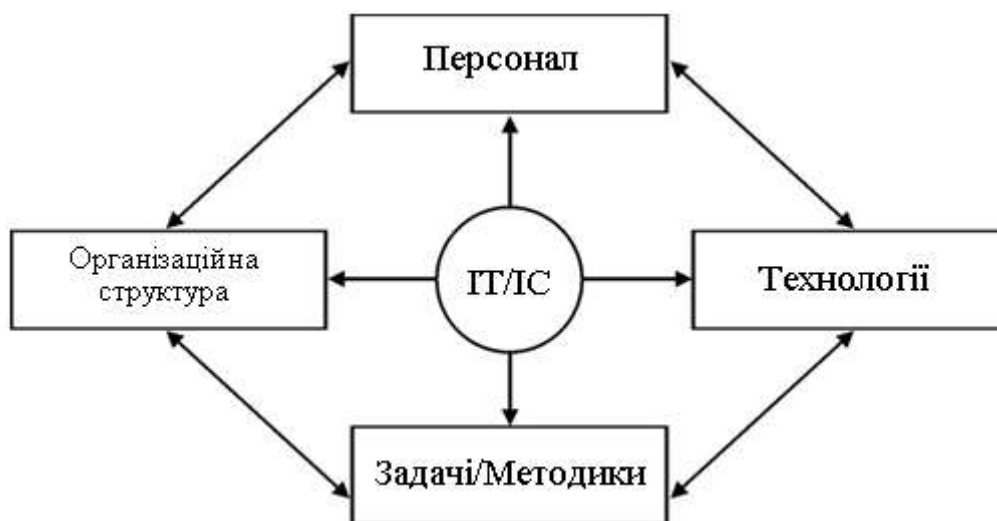 Персонал
Організаційна
структура
ІТ/ІС
Технології
Задачі/Методики